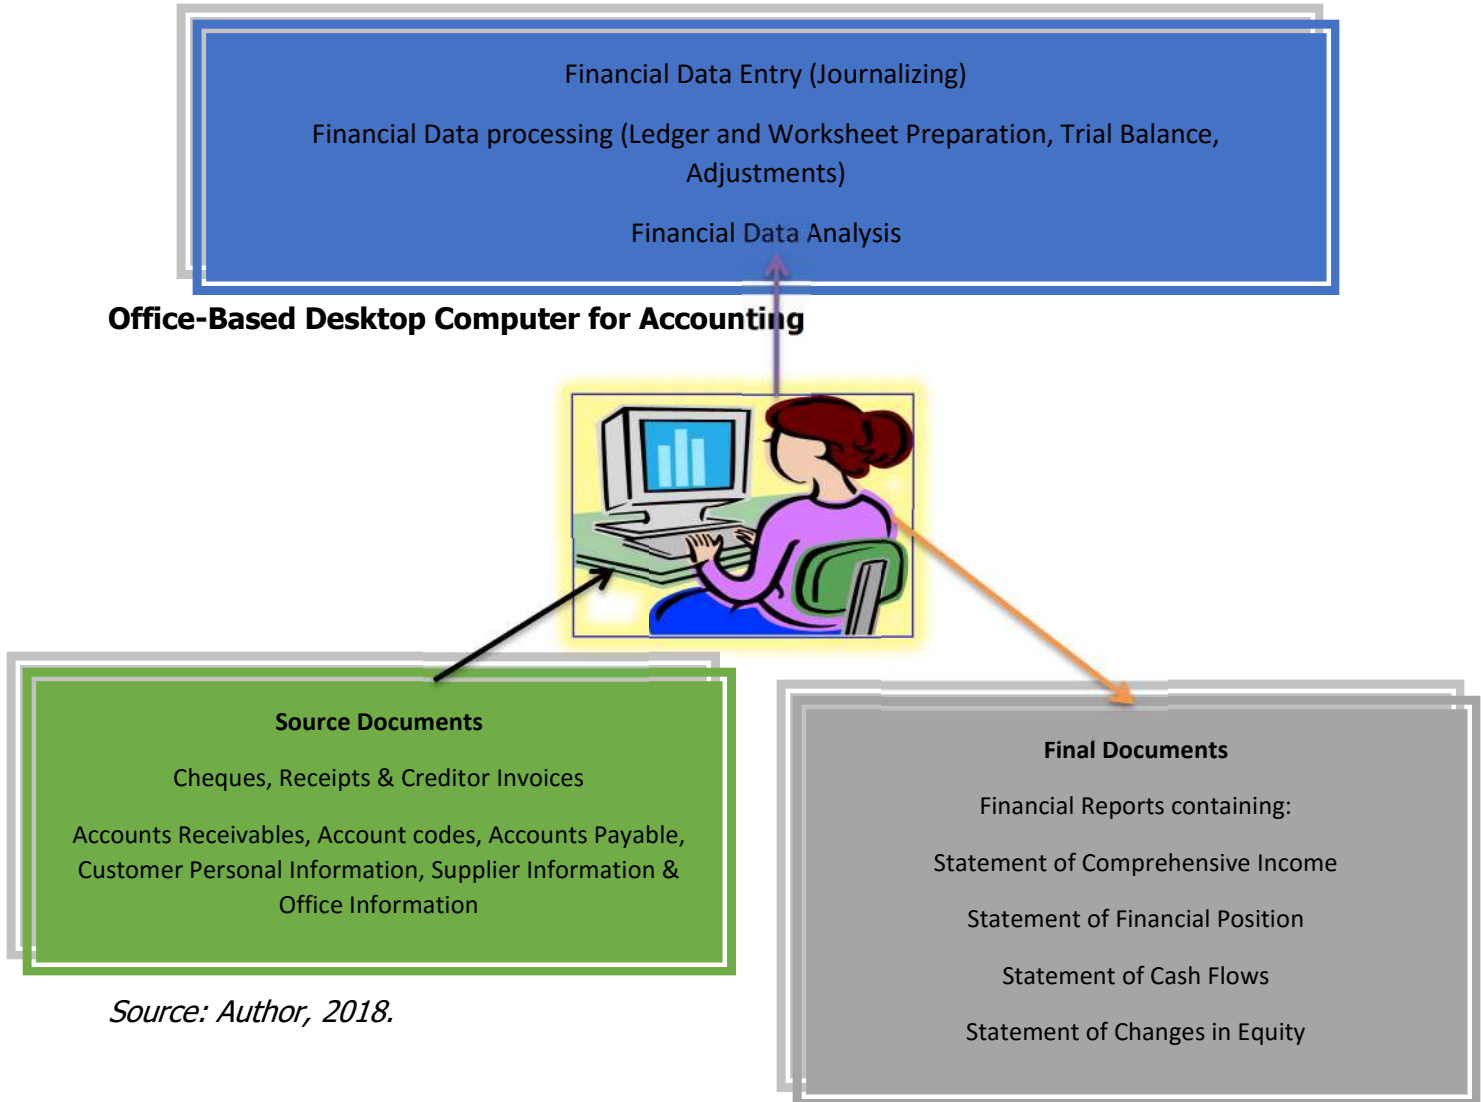 Financial Data Entry (Journalizing)
Financial Data processing (Ledger and Worksheet Preparation, Trial Balance,
Adjustments)
Financial Data Analysis
Office-Based Desktop Computer for Accounting
Source Documents
Cheques, Receipts & Creditor Invoices
Accounts Receivables, Account codes, Accounts Payable,
Customer Personal Information, Supplier Information &
Office Information
Final Documents
Financial Reports containing:
Statement of Comprehensive Income
Statement of Financial Position
Statement of Cash Flows
Statement of Changes in Equity
Source: Author, 2018.